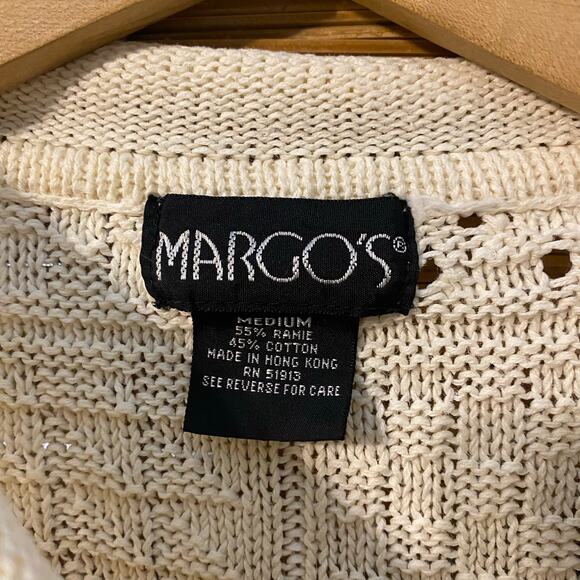 MARGO'S®
MEDIUM
55% RAMIE
45% COTTON
MADE IN HONG KONG
RN 51913
SEE REVERSE FOR CARE